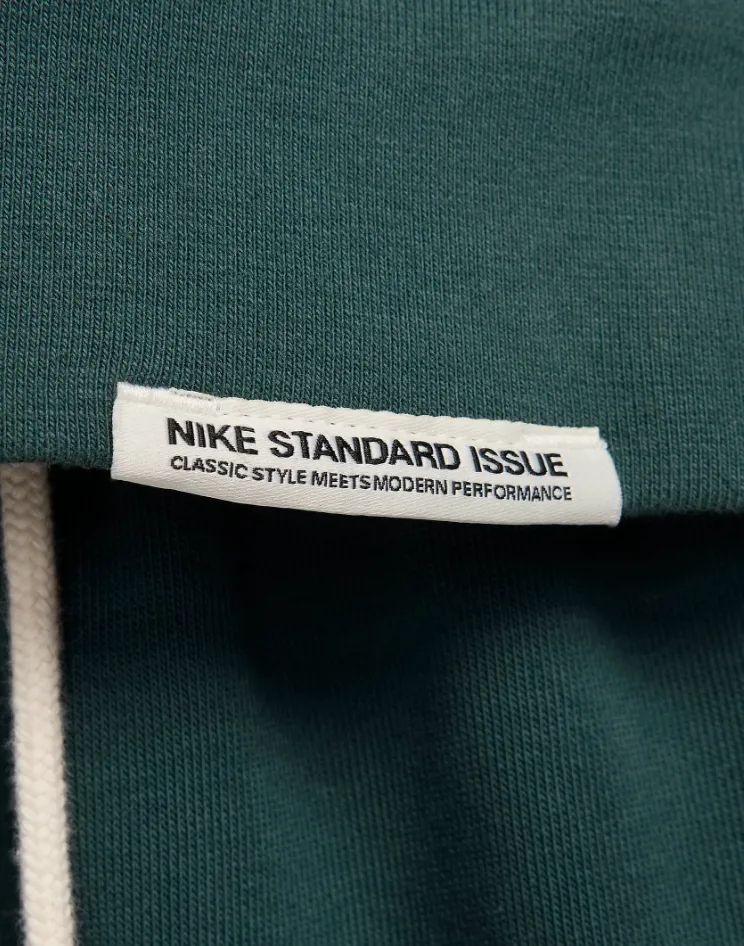 NIKE STANDARD ISSUE
CLASSIC STYLE MEETS MODERN PERFORMANCE